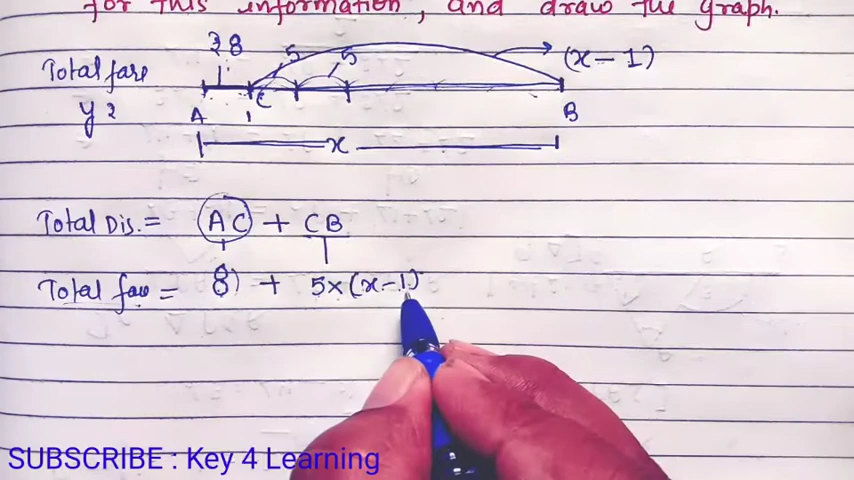 for this information, and draw the graph.
₹8 5 5 (x-1)
Total fare
y =
A 1 C B
x
Total Dis. = AC + CB
Total fare = 8 + 5×(x-1)
SUBSCRIBE : Key 4 Learning